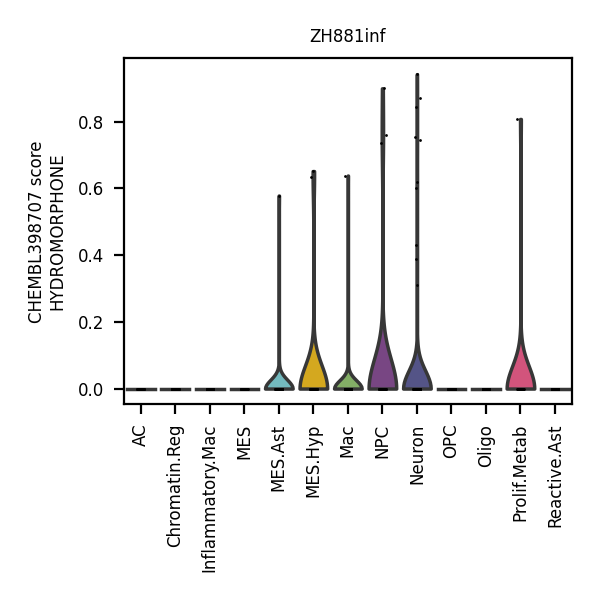 ZH881inf
CHEMBL398707 score
HYDROMORPHONE
0.8
0.6
0.4
0.2
0.0
AC
Chromatin.Reg
Inflammatory.Mac
MES
MES.Ast
MES.Hyp
Mac
NPC
Neuron
OPC
Oligo
Prolif.Metab
Reactive.Ast